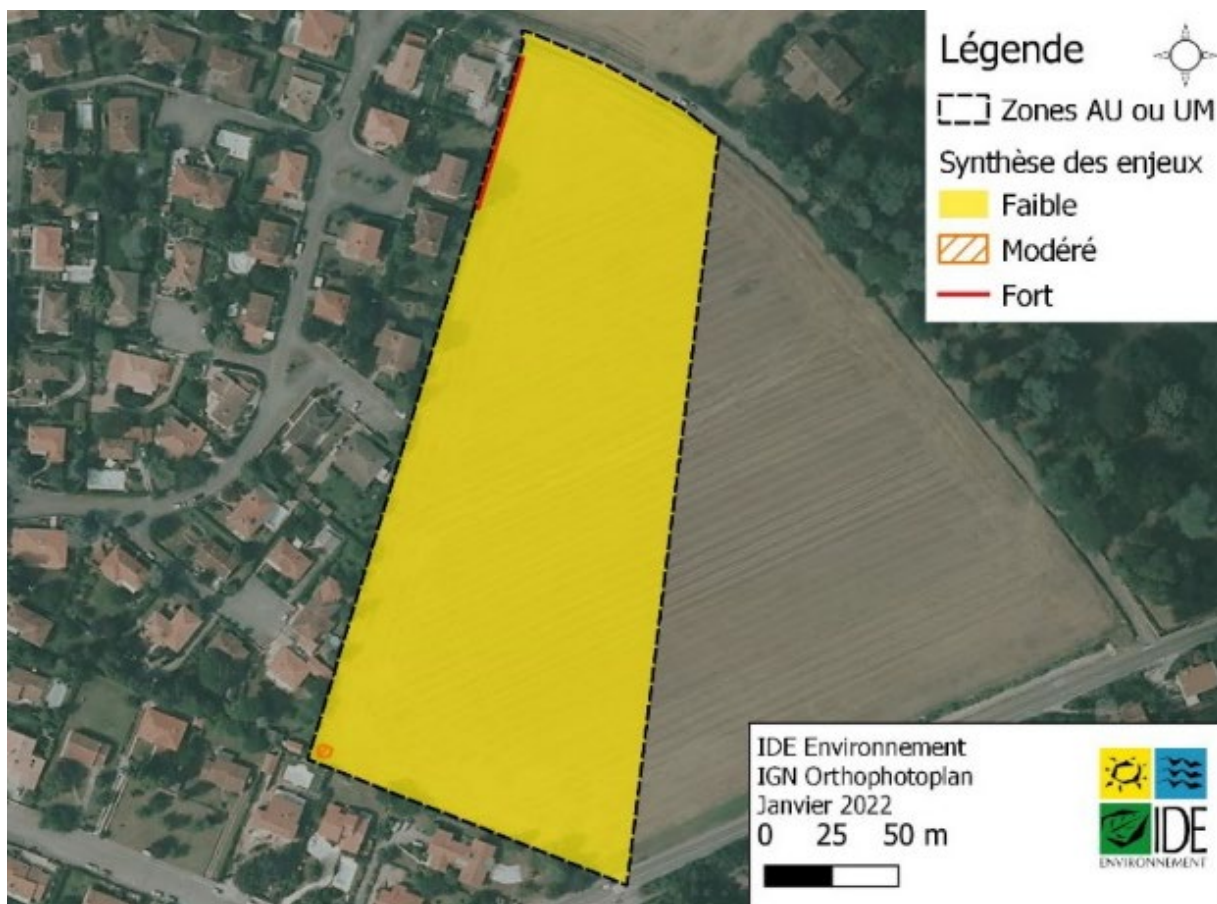 Légende
Zones AU ou UM
Synthèse des enjeux
Faible
Modéré
Fort
IDE Environnement
IGN Orthophotoplan
Janvier 2022
0 25 50 m
IDE
ENVIRONNEMENT